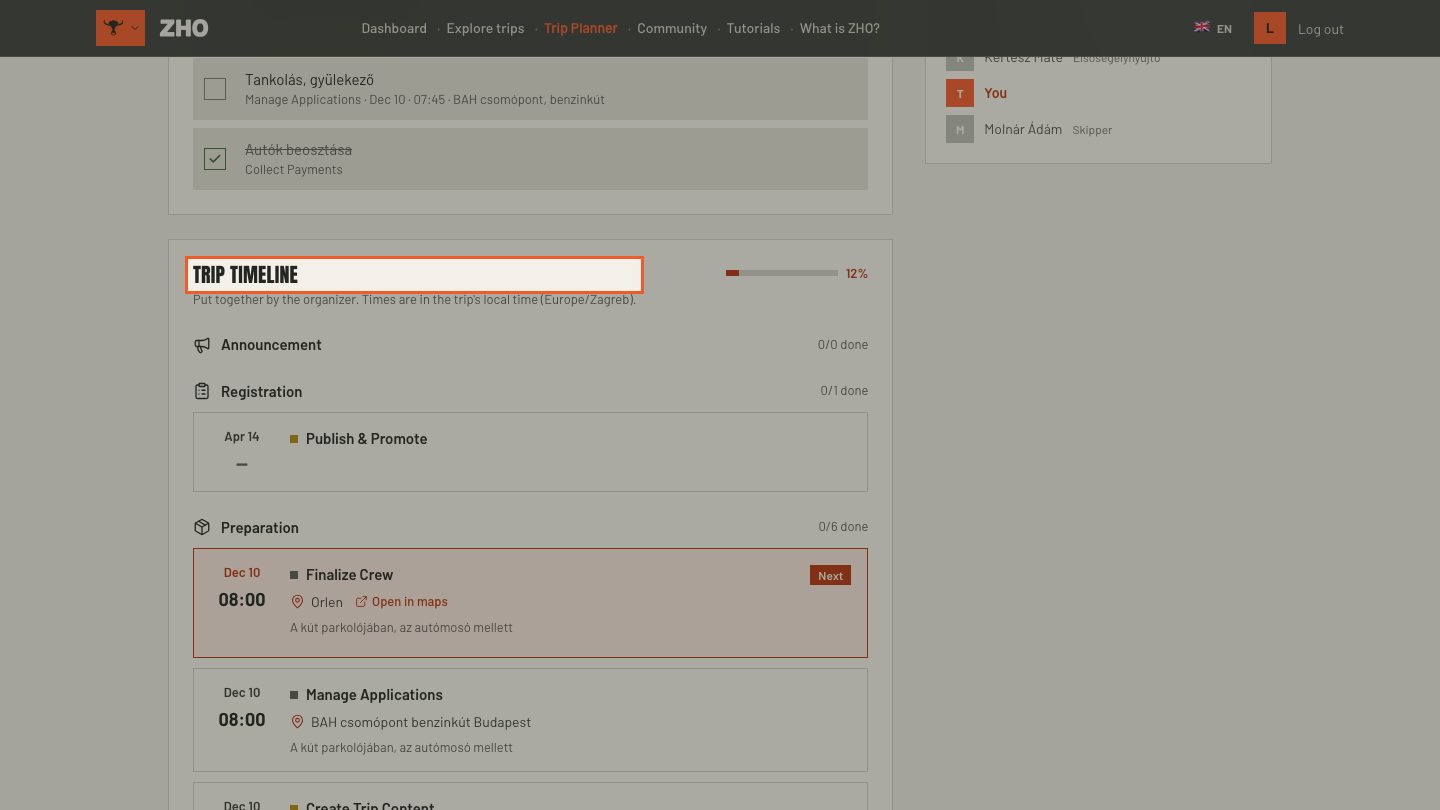 ZHO
Dashboard · Explore trips · Trip Planner · Community · Tutorials · What is ZHO?
EN
L
Log out
Tankolás, gyülekező
Manage Applications · Dec 10 · 07:45 · BAH csomópont, benzinkút
Autók beosztása
Collect Payments
K Kertész Máté Elsősegélynyújtó
T You
M Molnár Ádám Skipper
TRIP TIMELINE
12%
Put together by the organizer. Times are in the trip's local time (Europe/Zagreb).
Announcement 0/0 done
Registration 0/1 done
Apr 14 Publish & Promote
–
Preparation 0/6 done
Dec 10 Finalize Crew Next
08:00 Orlen Open in maps
A kút parkolójában, az autómosó mellett
Dec 10 Manage Applications
08:00 BAH csomópont benzinkút Budapest
A kút parkolójában, az autómosó mellett
Dec 10 Create Trip Content